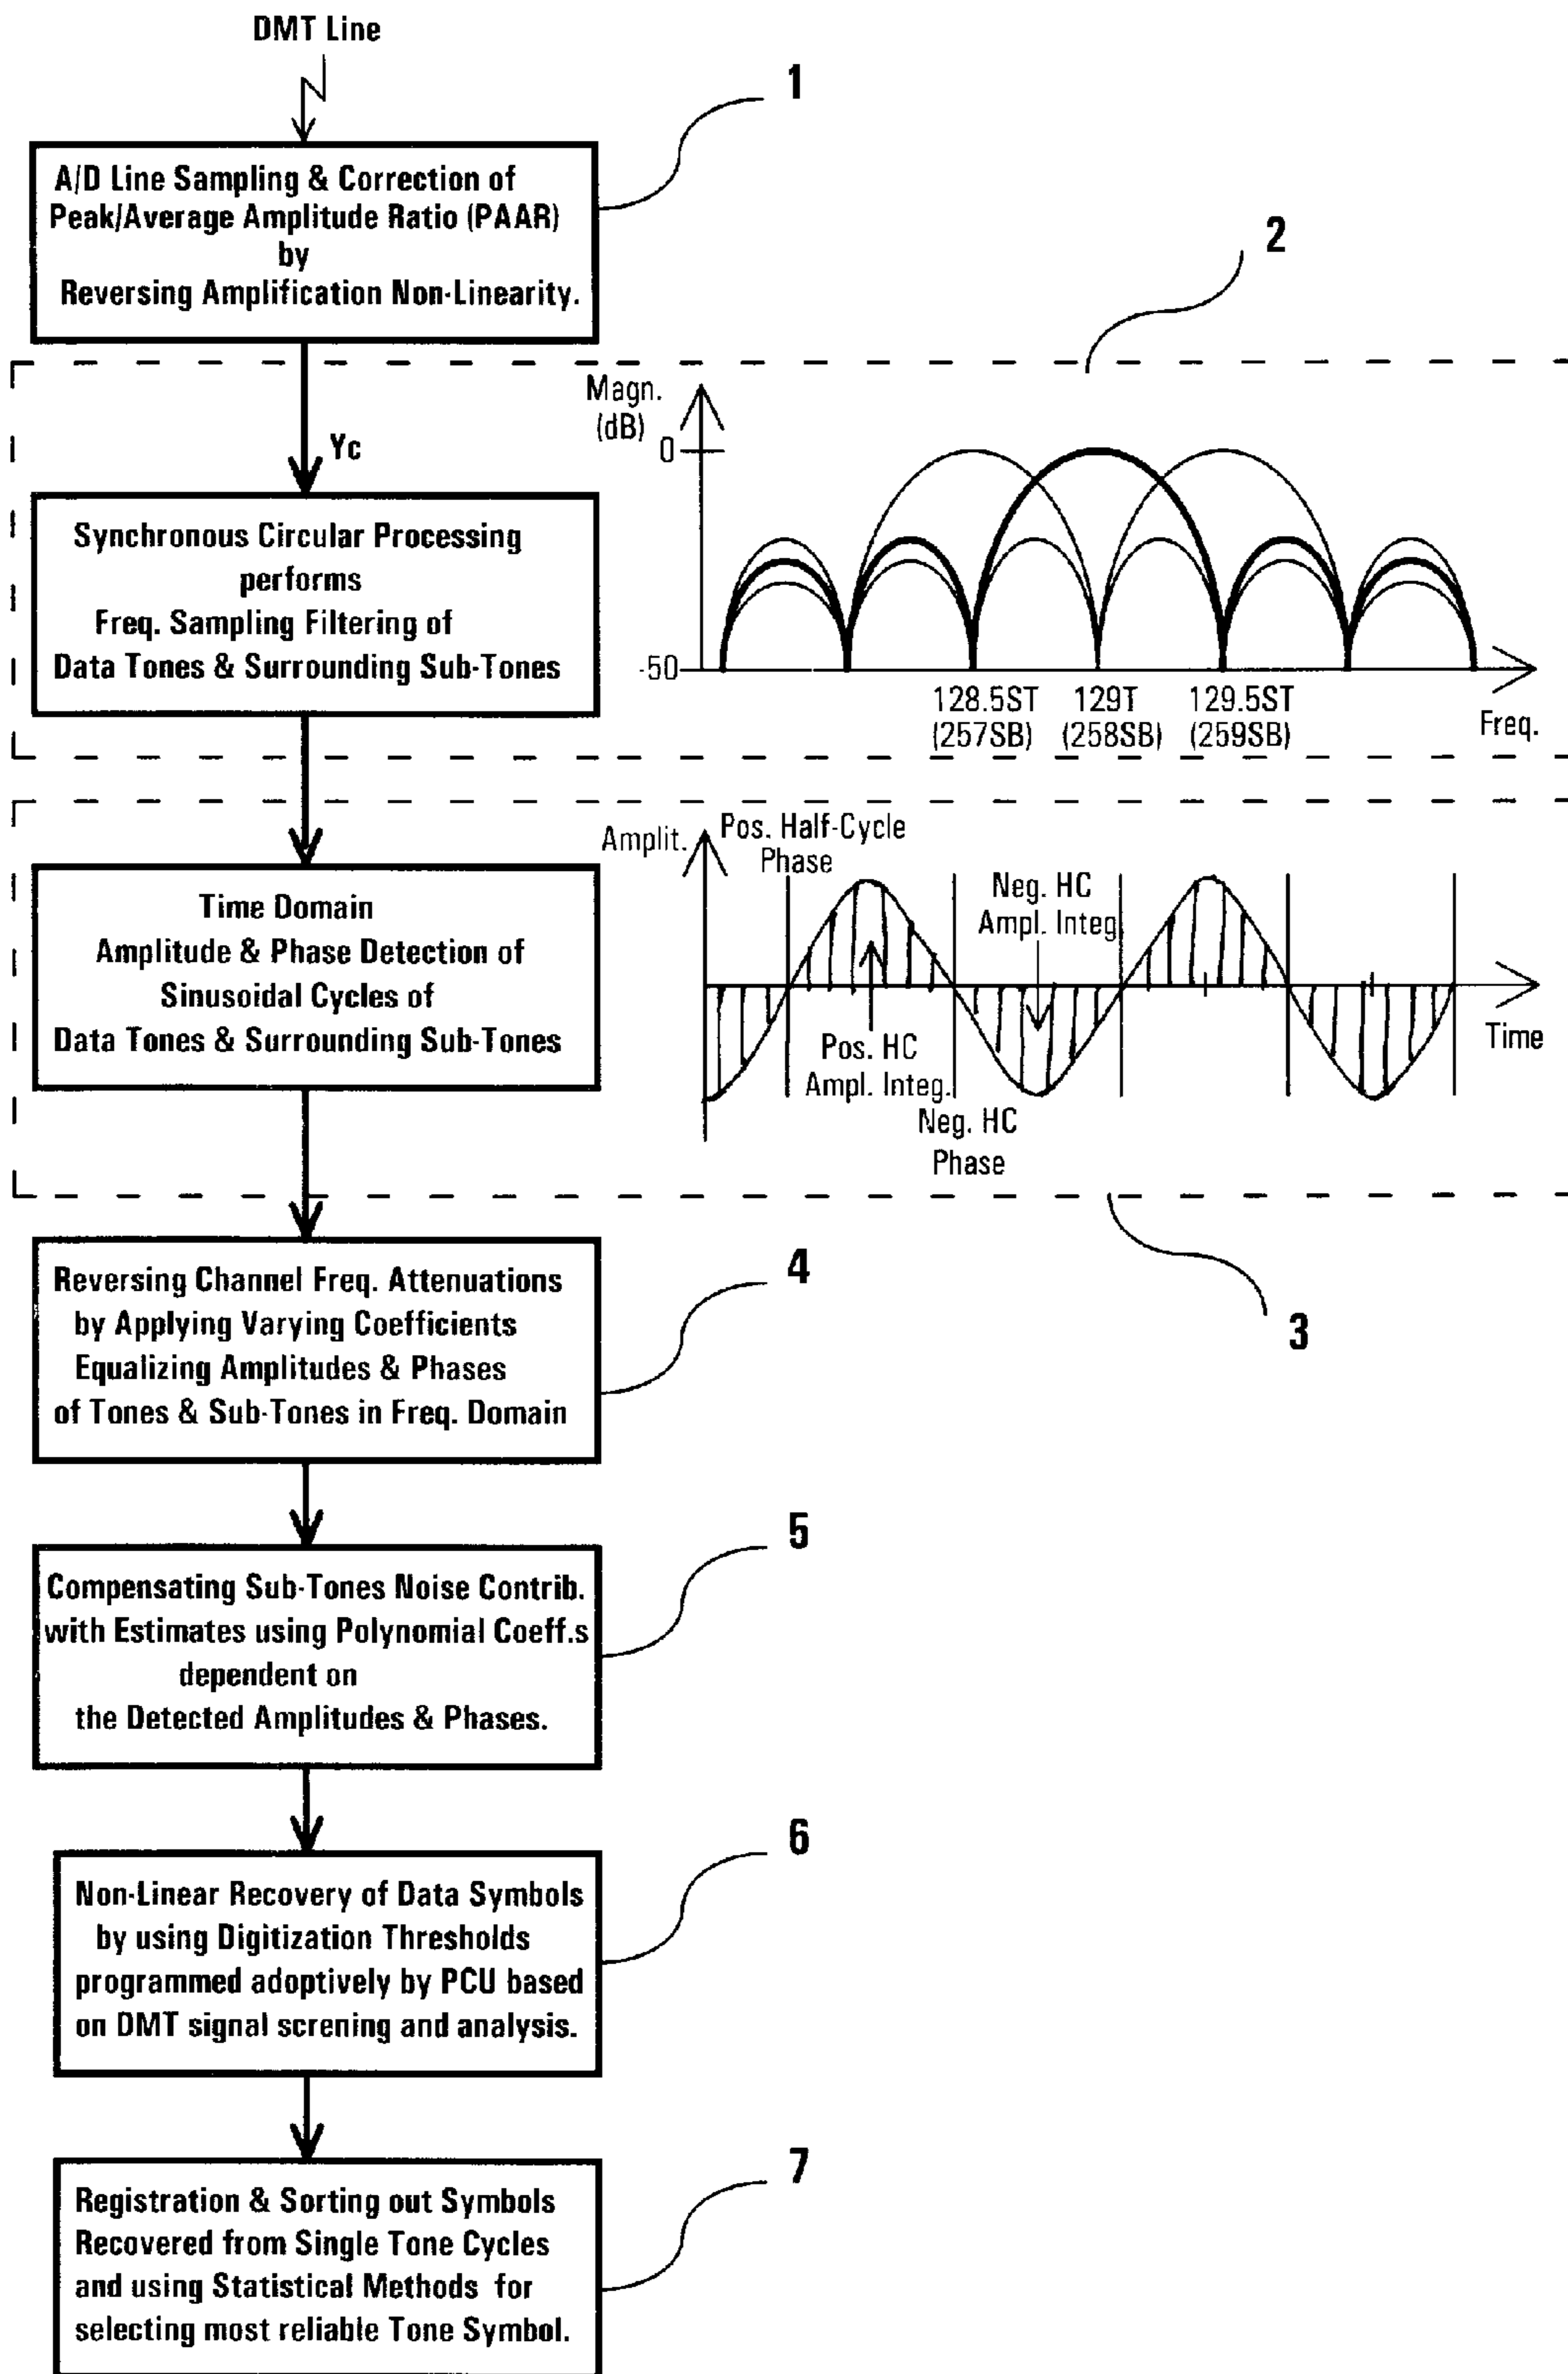 DMT Line
1
A/D Line Sampling & Correction of
Peak/Average Amplitude Ratio (PAAR)
by
Reversing Amplification Non-Linearity.
2
Yc
Synchronous Circular Processing
performs
Freq. Sampling Filtering of
Data Tones & Surrounding Sub-Tones
Magn.
(dB)
0
-50
128.5ST 129T 129.5ST
(257SB) (258SB) (259SB)
Freq.
Time Domain
Amplitude & Phase Detection of
Sinusoidal Cycles of
Data Tones & Surrounding Sub-Tones
Amplit.
Pos. Half-Cycle
Phase
Neg. HC
Ampl. Integ
Pos. HC
Ampl. Integ.
Neg. HC
Phase
Time
3
Reversing Channel Freq. Attenuations
by Applying Varying Coefficients
Equalizing Amplitudes & Phases
of Tones & Sub-Tones in Freq. Domain
4
Compensating Sub-Tones Noise Contrib.
with Estimates using Polynomial Coeff.s
dependent on
the Detected Amplitudes & Phases.
5
Non-Linear Recovery of Data Symbols
by using Digitization Thresholds
programmed adoptively by PCU based
on DMT signal screning and analysis.
6
Registration & Sorting out Symbols
Recovered from Single Tone Cycles
and using Statistical Methods for
selecting most reliable Tone Symbol.
7